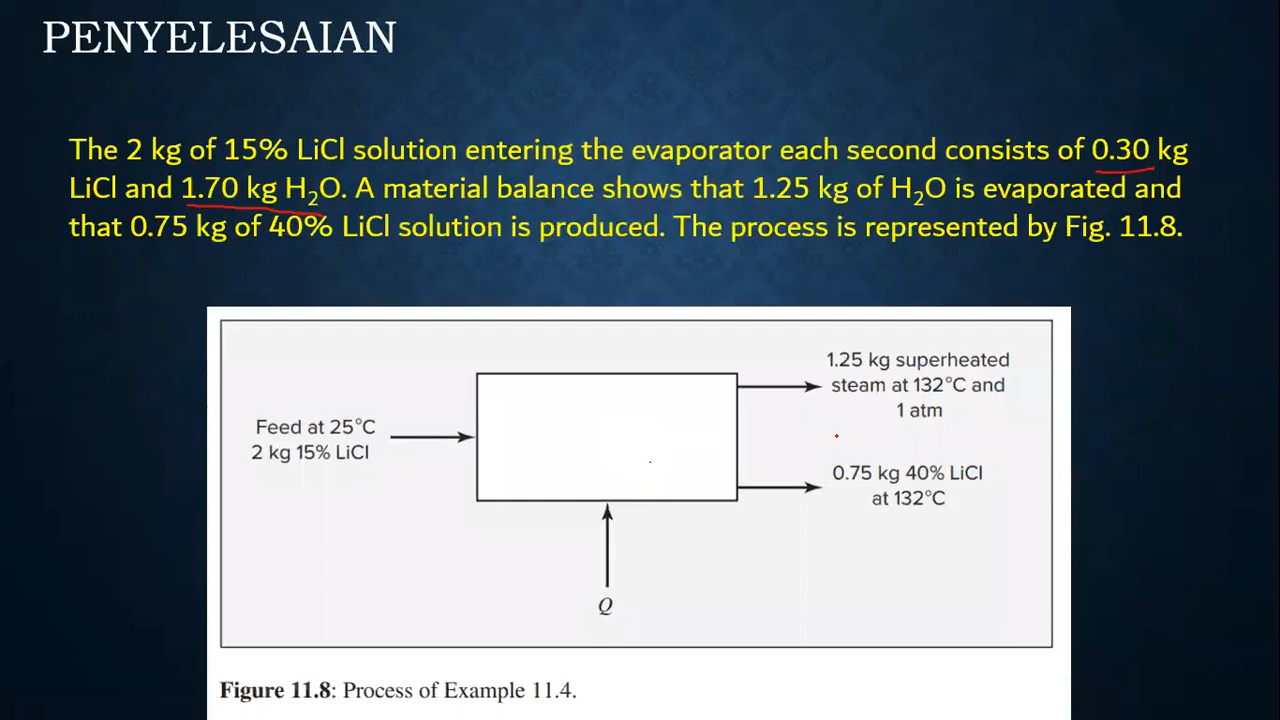 PENYELESAIAN
The 2 kg of 15% LiCl solution entering the evaporator each second consists of 0.30 kg
LiCl and 1.70 kg H₂O. A material balance shows that 1.25 kg of H₂O is evaporated and
that 0.75 kg of 40% LiCl solution is produced. The process is represented by Fig. 11.8.
1.25 kg superheated
steam at 132°C and
1 atm
Feed at 25°C
2 kg 15% LiCl
0.75 kg 40% LiCl
at 132°C
Q
Figure 11.8: Process of Example 11.4.